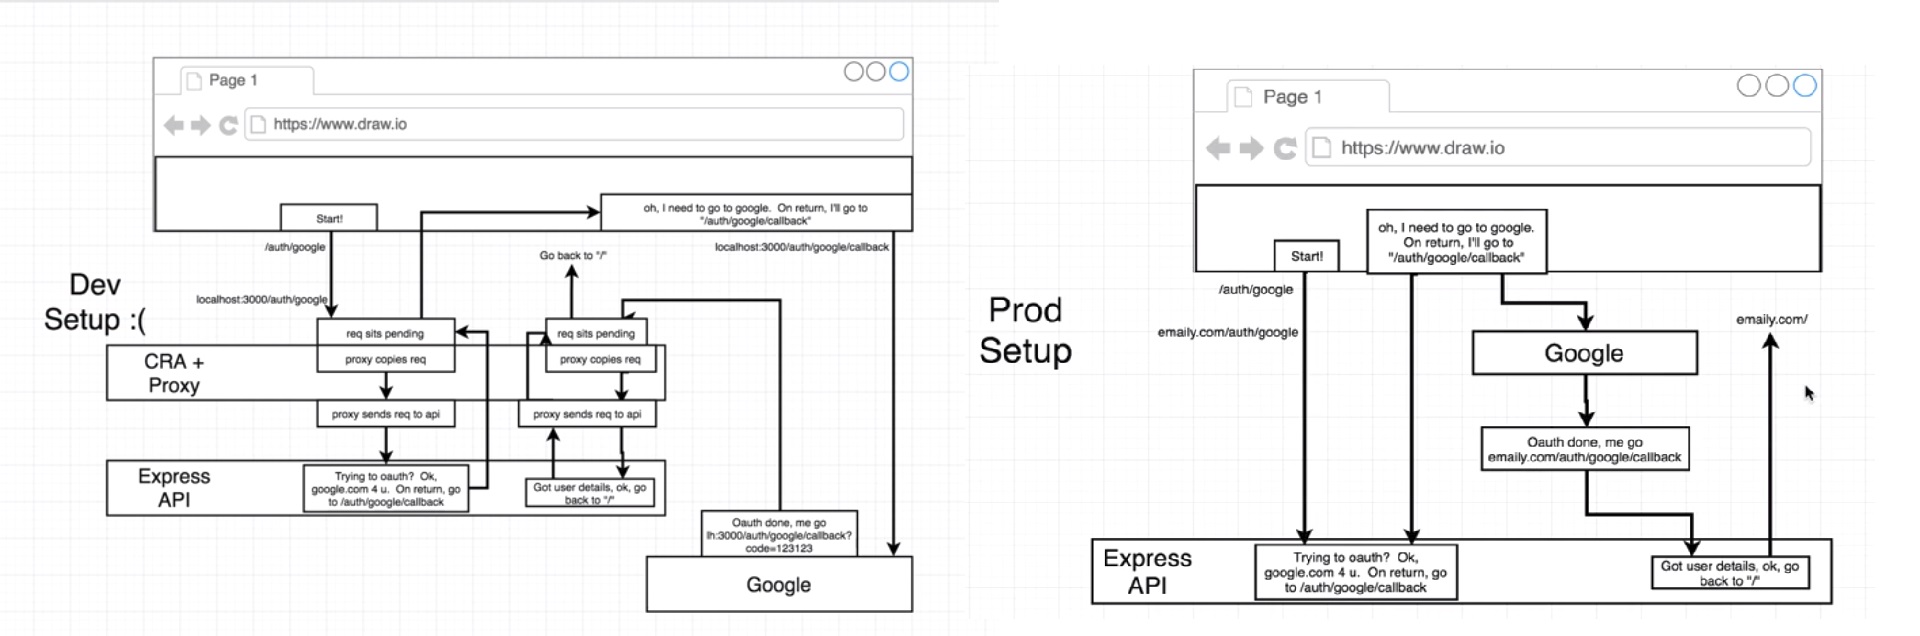 Page 1
https://www.draw.io
Start!
oh, I need to go to google. On return, I'll go to
"/auth/google/callback"
/auth/google
Go back to "/"
localhost:3000/auth/google/callback
Dev
Setup :(
localhost:3000/auth/google
req sits pending
req sits pending
CRA +
Proxy
proxy copies req
proxy copies req
proxy sends req to api
proxy sends req to api
Express
API
Trying to oauth? Ok,
google.com 4 u. On return, go
to /auth/google/callback
Got user details, ok, go
back to "/"
Oauth done, me go
lh:3000/auth/google/callback?
code=123123
Google
Page 1
https://www.draw.io
Start!
oh, I need to go to google.
On return, I'll go to
"/auth/google/callback"
/auth/google
emaily.com/auth/google
Prod
Setup
Google
emaily.com/
Oauth done, me go
emaily.com/auth/google/callback
Express
API
Trying to oauth? Ok,
google.com 4 u. On return, go
to /auth/google/callback
Got user details, ok, go
back to "/"